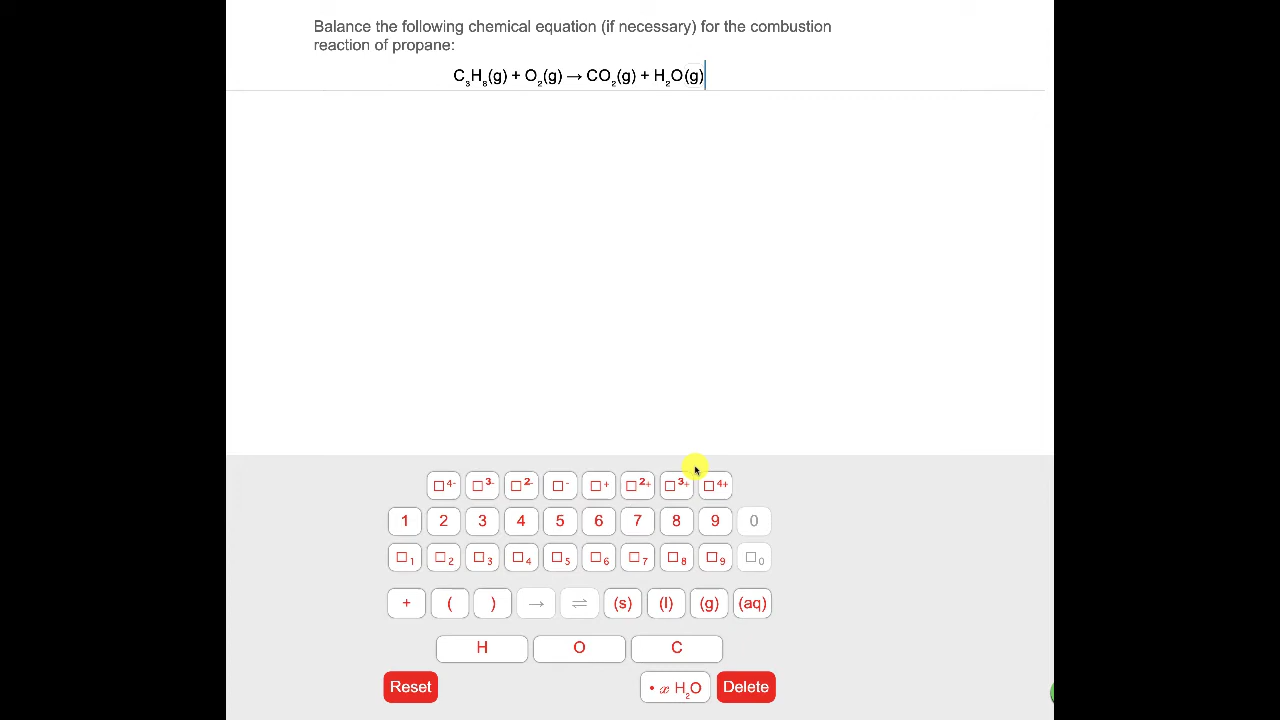 Balance the following chemical equation (if necessary) for the combustion
reaction of propane:
C₃H₈(g) + O₂(g) → CO₂(g) + H₂O(g)
□⁴⁻ □³⁻ □²⁻ □⁻ □⁺ □²⁺ □³⁺ □⁴⁺
1 2 3 4 5 6 7 8 9 0
□₁ □₂ □₃ □₄ □₅ □₆ □₇ □₈ □₉ □₀
+ ( ) → ⇌ (s) (l) (g) (aq)
H O C
Reset • x H₂O Delete